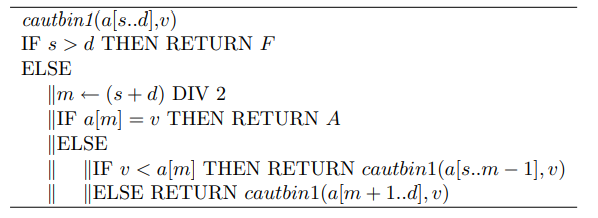 cautbin1(a[s..d],v)
IF s > d THEN RETURN F
ELSE
‖m ← (s + d) DIV 2
‖IF a[m] = v THEN RETURN A
‖ELSE
‖ ‖IF v < a[m] THEN RETURN cautbin1(a[s..m − 1],v)
‖ ‖ELSE RETURN cautbin1(a[m + 1..d],v)